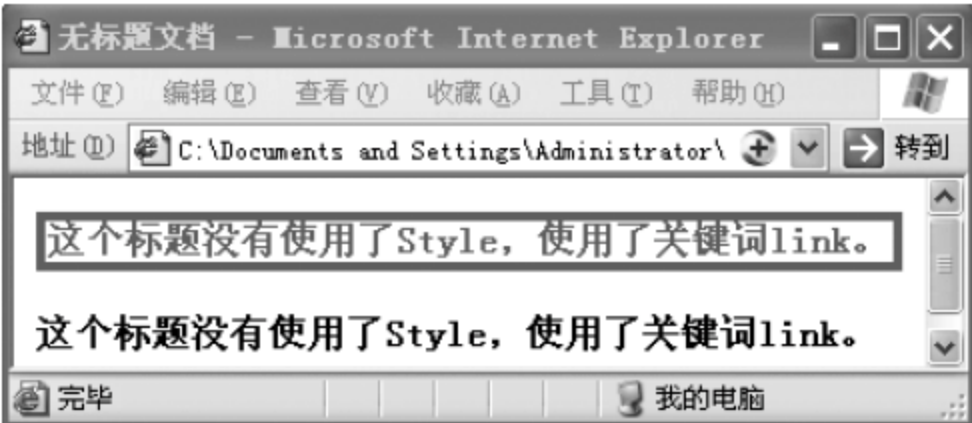 无标题文档 - Microsoft Internet Explorer
文件(F) 编辑(E) 查看(V) 收藏(A) 工具(T) 帮助(H)
地址(D) C:\Documents and Settings\Administrator\ 转到
这个标题没有使用了Style，使用了关键词link。
这个标题没有使用了Style，使用了关键词link。
完毕 我的电脑